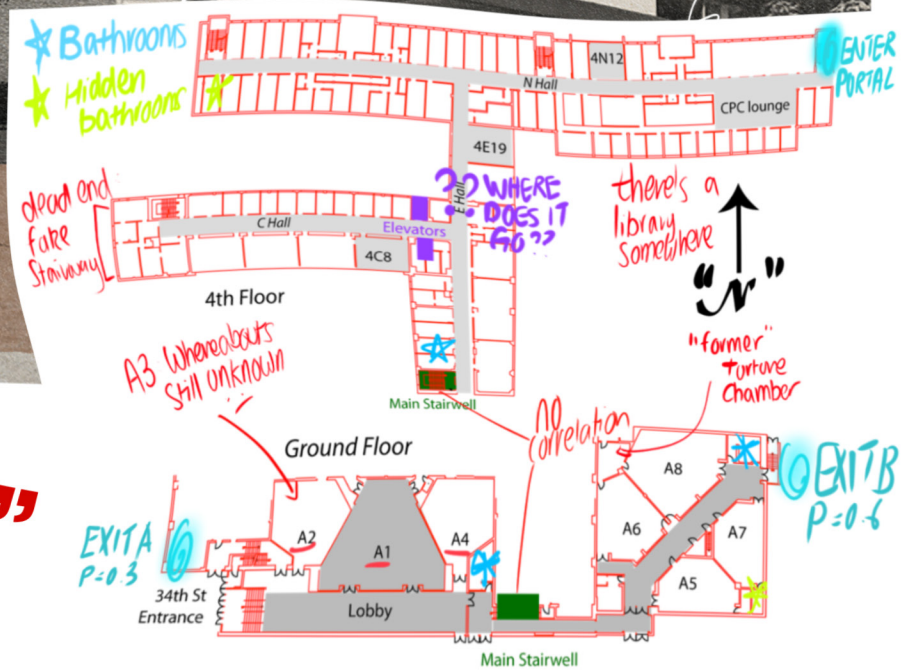 Bathrooms
Hidden
bathrooms
4N12
N Hall
CPC lounge
ENTER
PORTAL
4E19
E Hall
??
WHERE
DOES IT
GO??
there's a
library
somewhere
"N"
dead end
fake
stairway
C Hall
Elevators
4C8
4th Floor
Main Stairwell
A3 Whereabouts
Still unknown
"former"
torture
chamber
NO
correlation
Ground Floor
"
A2
A1
A4
A8
A6
A7
A5
EXIT A
P=0.3
EXIT B
P=0.6
34th St
Entrance
Lobby
Main Stairwell